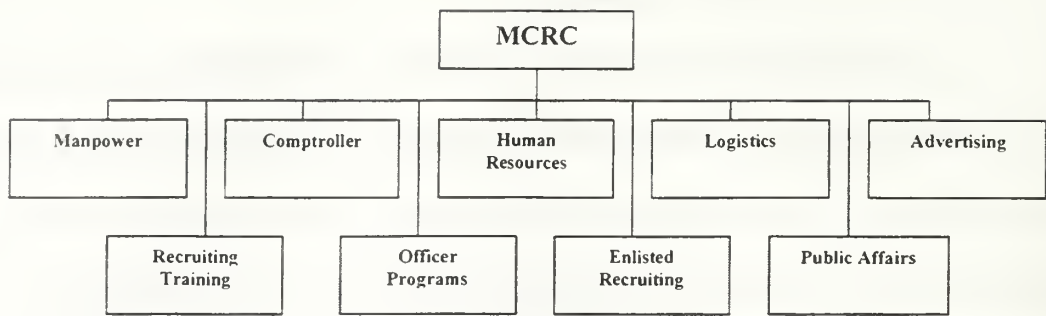 MCRC
Manpower
Comptroller
Human
Resources
Logistics
Advertising
Recruiting
Training
Officer
Programs
Enlisted
Recruiting
Public Affairs